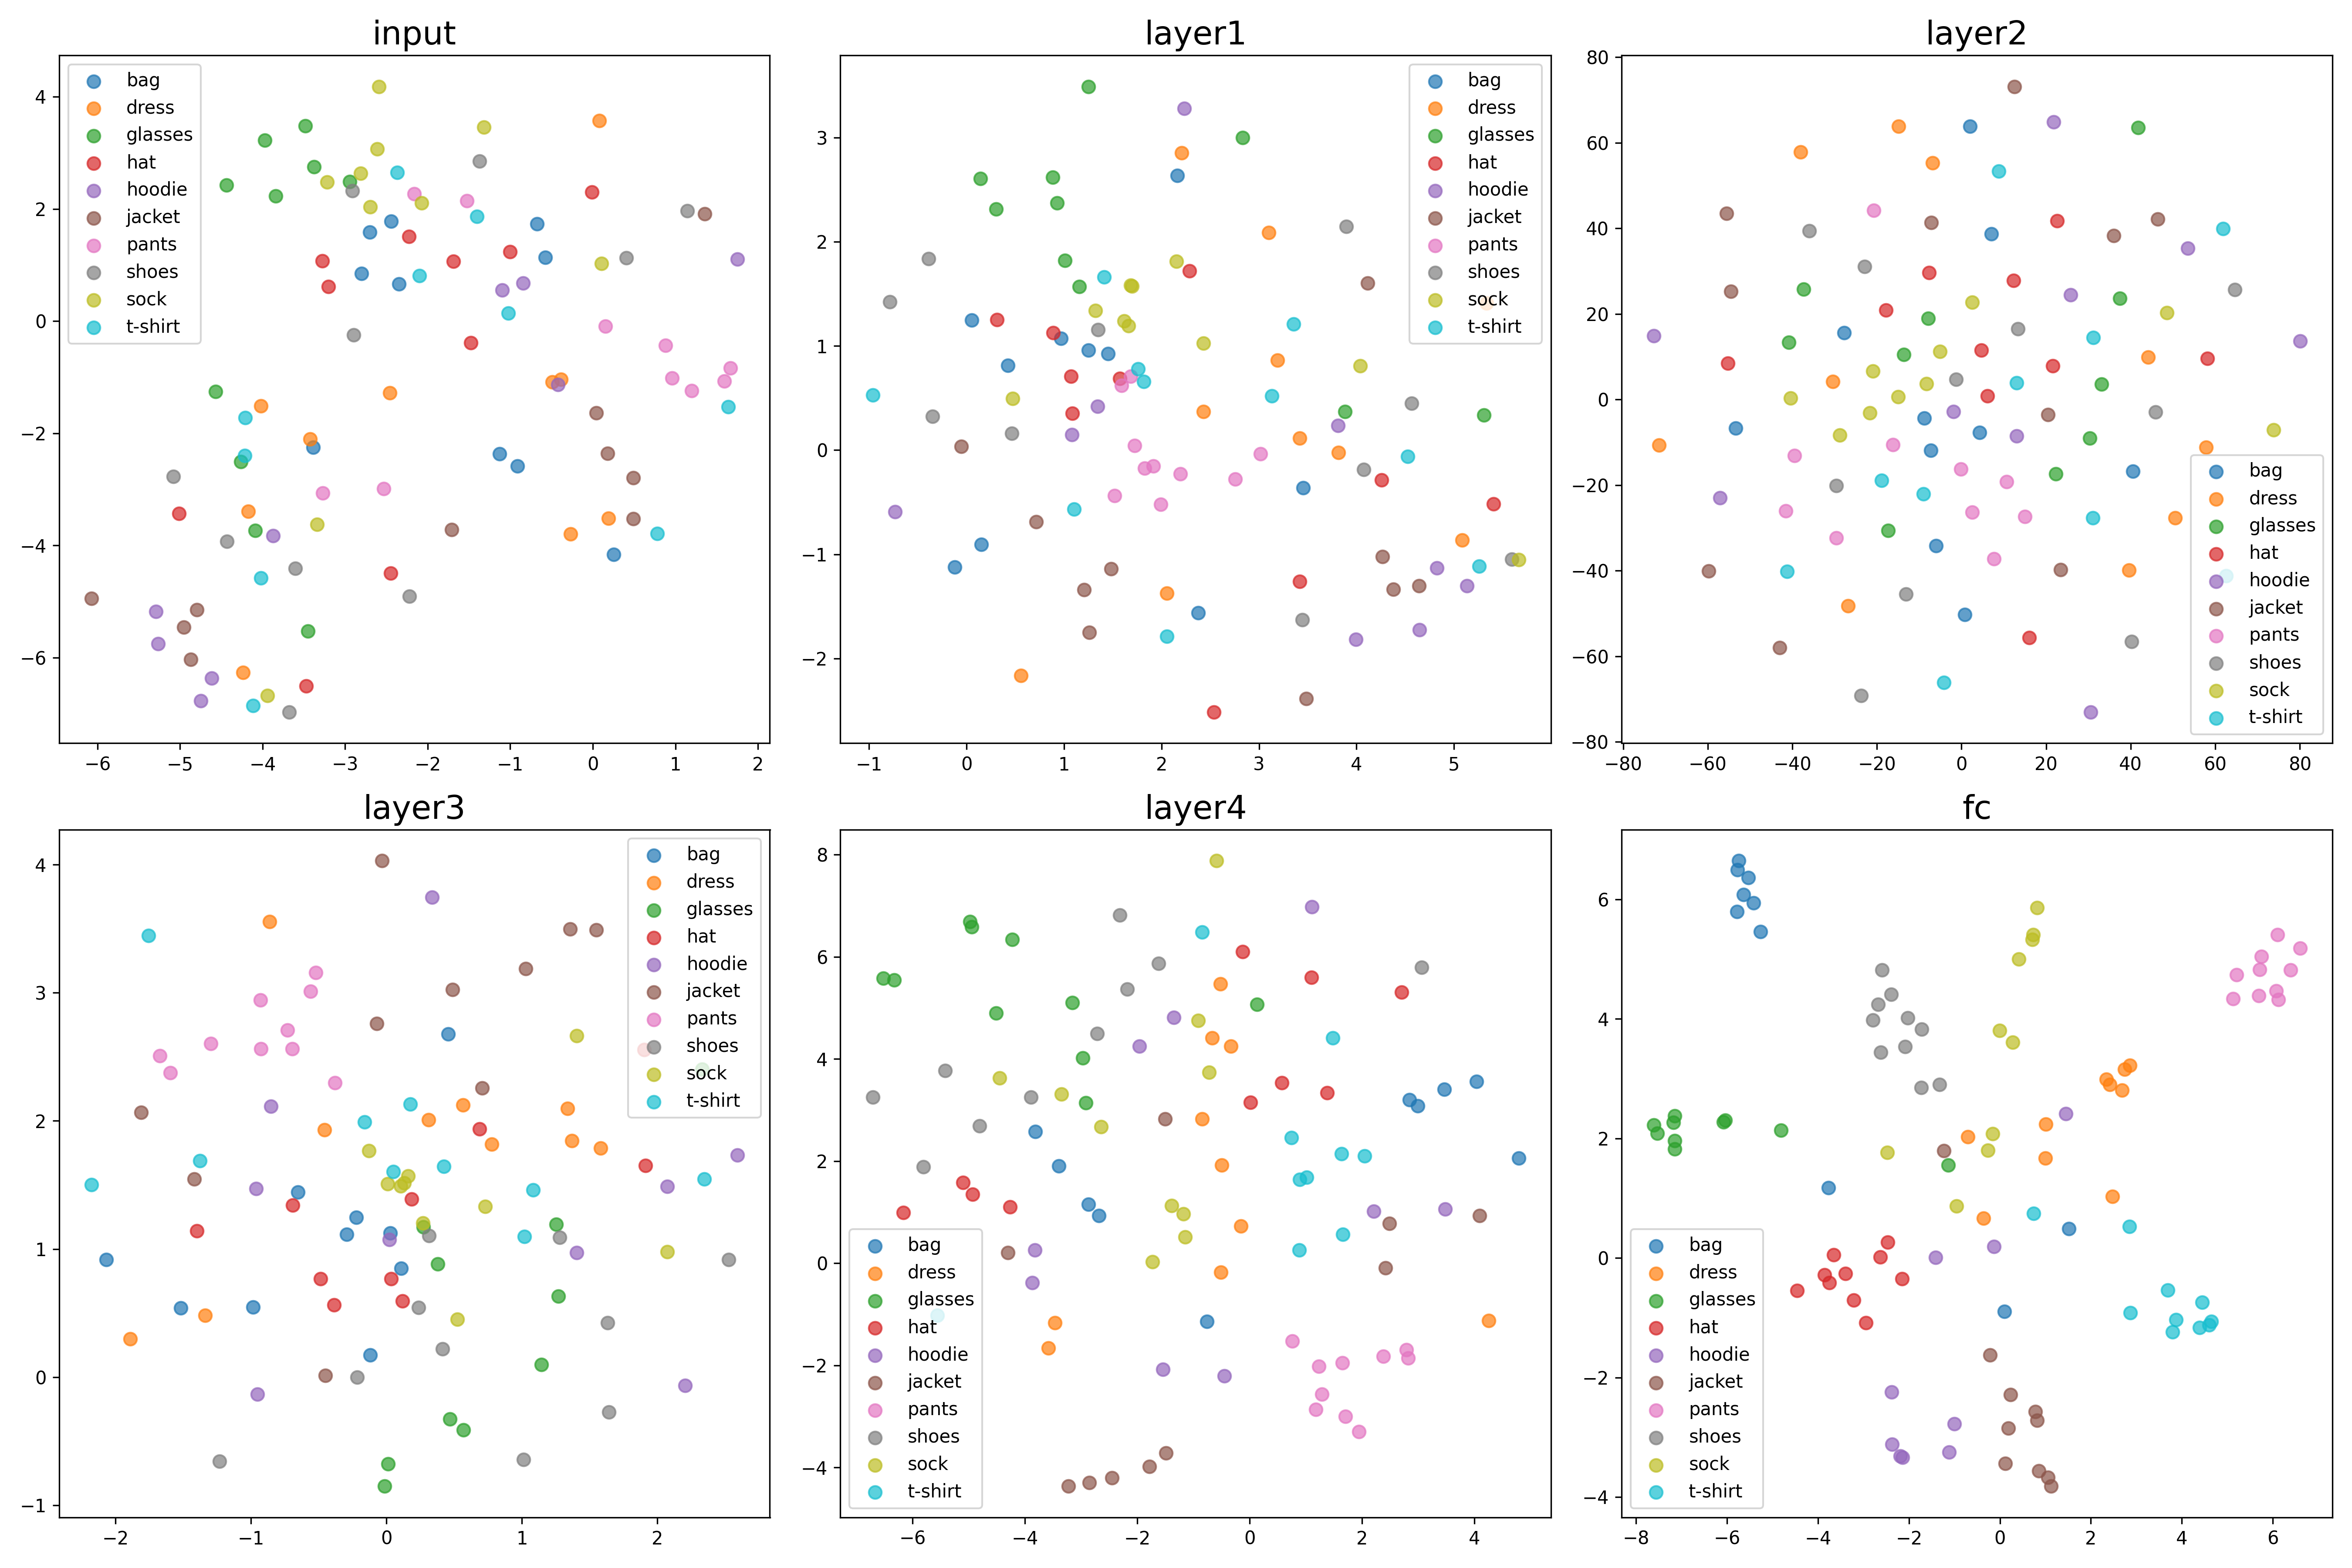 input
layer1
layer2
4
2
0
−2
−4
−6
−6
−5
−4
−3
−2
−1
0
1
2
bag
dress
glasses
hat
hoodie
jacket
pants
shoes
sock
t-shirt
3
2
1
0
−1
−2
−1
0
1
2
3
4
5
bag
dress
glasses
hat
hoodie
jacket
pants
shoes
sock
t-shirt
80
60
40
20
0
−20
−40
−60
−80
−80
−60
−40
−20
0
20
40
60
80
bag
dress
glasses
hat
hoodie
jacket
pants
shoes
sock
t-shirt
layer3
layer4
fc
4
3
2
1
0
−1
−2
−1
0
1
2
bag
dress
glasses
hat
hoodie
jacket
pants
shoes
sock
t-shirt
8
6
4
2
0
−2
−4
−6
−4
−2
0
2
4
bag
dress
glasses
hat
hoodie
jacket
pants
shoes
sock
t-shirt
6
4
2
0
−2
−4
−8
−6
−4
−2
0
2
4
6
bag
dress
glasses
hat
hoodie
jacket
pants
shoes
sock
t-shirt